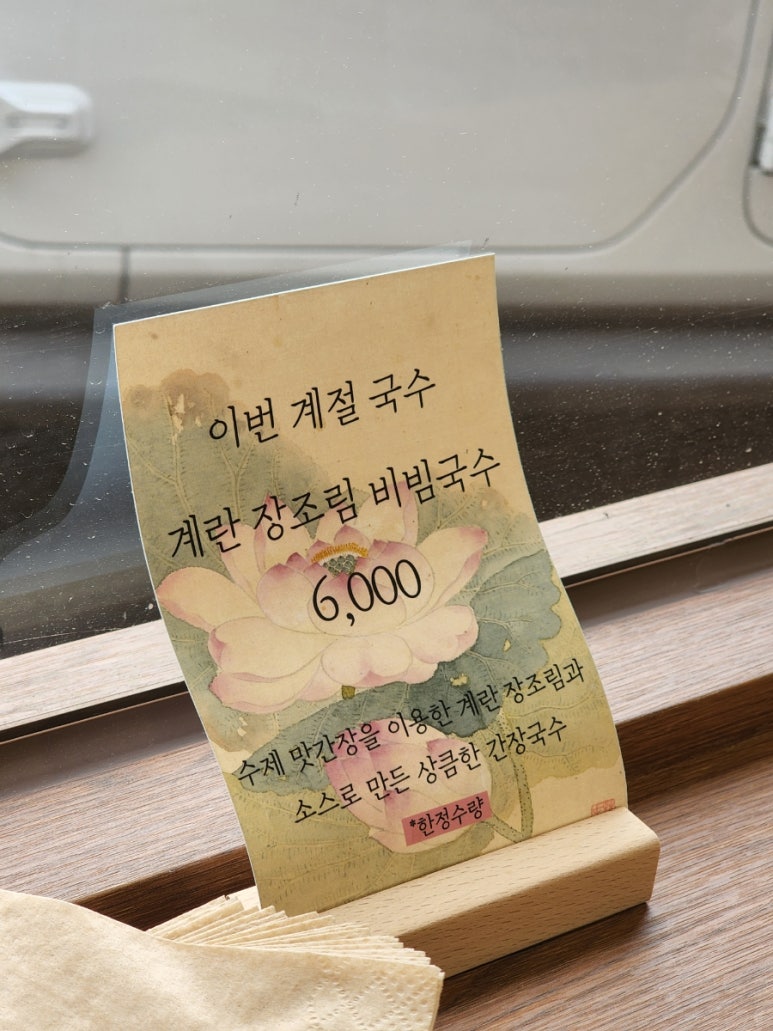 이번 계절 국수
계란 장조림 비빔국수
6,000
수제 맛간장을 이용한 계란 장조림과
소스로 만든 상큼한 간장국수
*한정수량